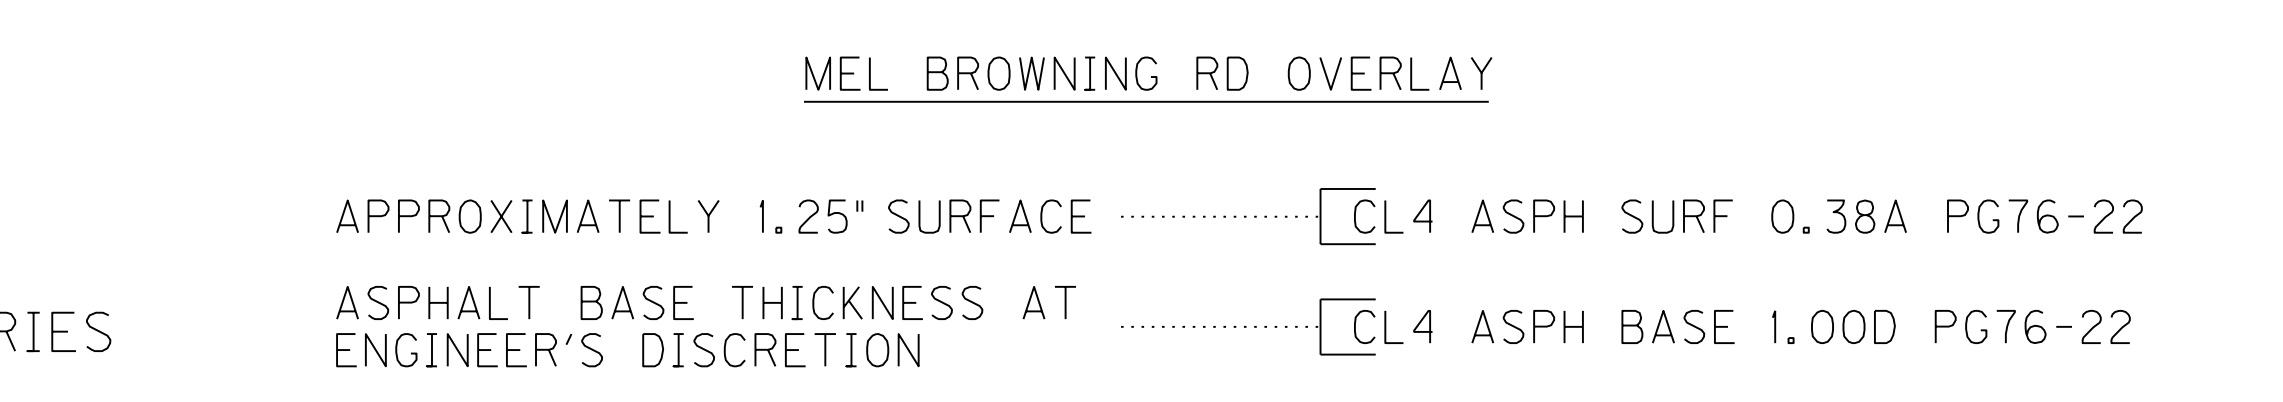 MEL BROWNING RD OVERLAY
APPROXIMATELY 1.25" SURFACE CL4 ASPH SURF 0.38A PG76-22
ASPHALT BASE THICKNESS AT
ENGINEER'S DISCRETION
CL4 ASPH BASE 1.00D PG76-22